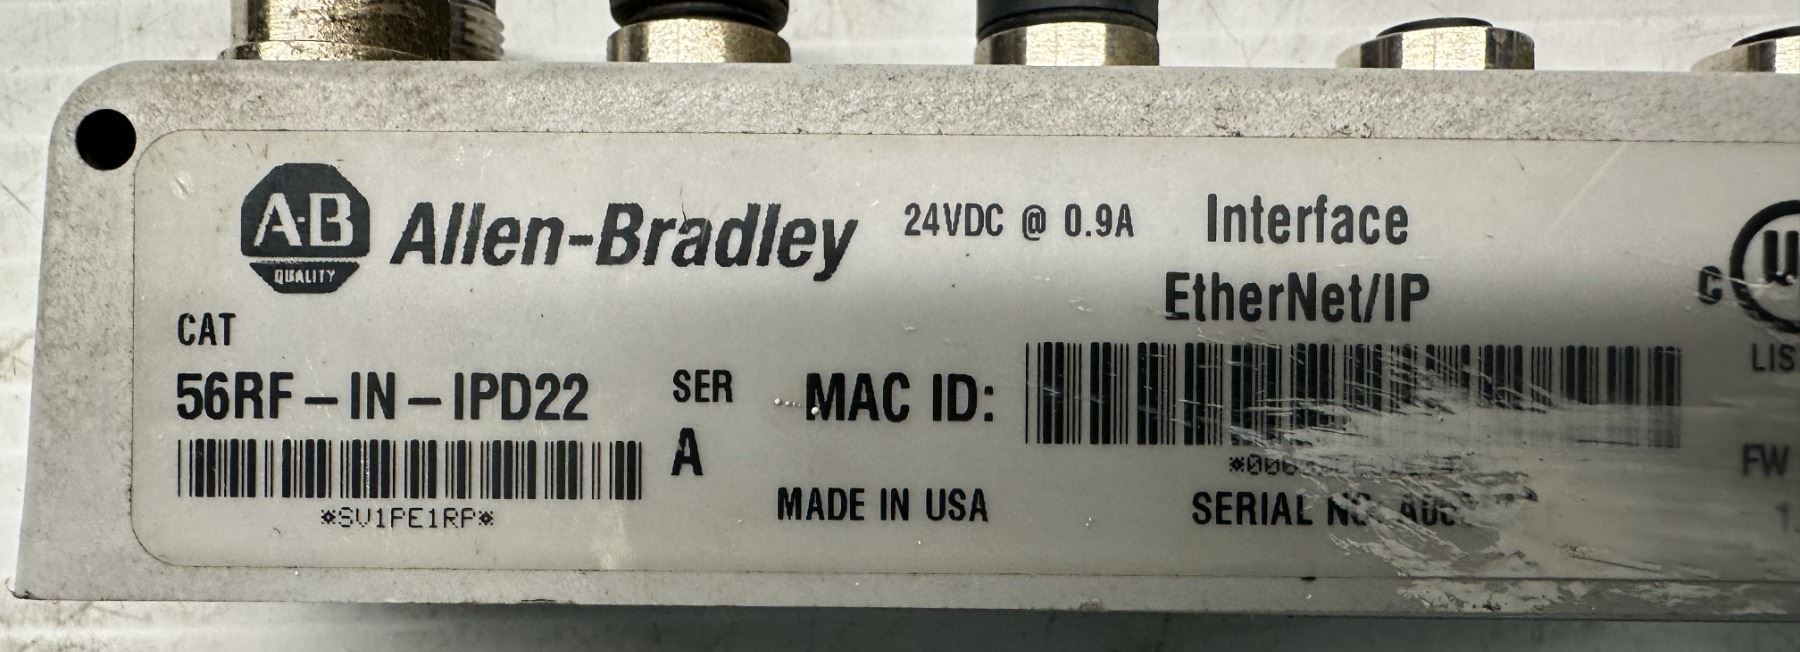 A-B
QUALITY
Allen-Bradley
24VDC @ 0.9A
Interface
EtherNet/IP
CAT
56RF-IN-IPD22
SER
A
*SV1PE1RP*
MAC ID:
MADE IN USA
SERIAL NO.
C
FW